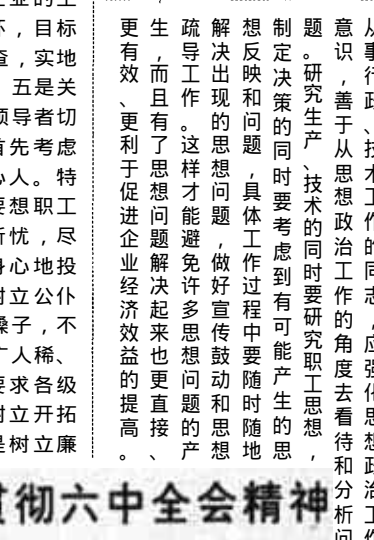 从事行政、技术工作的同志，应强化思想政治工作
意识，善于从思想政治工作的角度去看待和分析问
题。研究生产、技术的同时要研究职工思想，
制定决策的同时要考虑到有可能产生的思
想反映和问题，具体工作过程中要随时随地
解决出现的思想问题，做好宣传鼓动和思想
疏导工作。这样才能避免许多思想问题的产
生，而且有了思想问题解决起来也更直接、
更有效、更利于促进企业经济效益的提高。
，目标
，实地
五是关
领导者切
首先考虑
心人。特
要想职工
所忧，尽
身心地投
树立公仆
嗓子，不
广人稀、
要求各级
树立开拓
是树立廉
贯彻六中全会精神